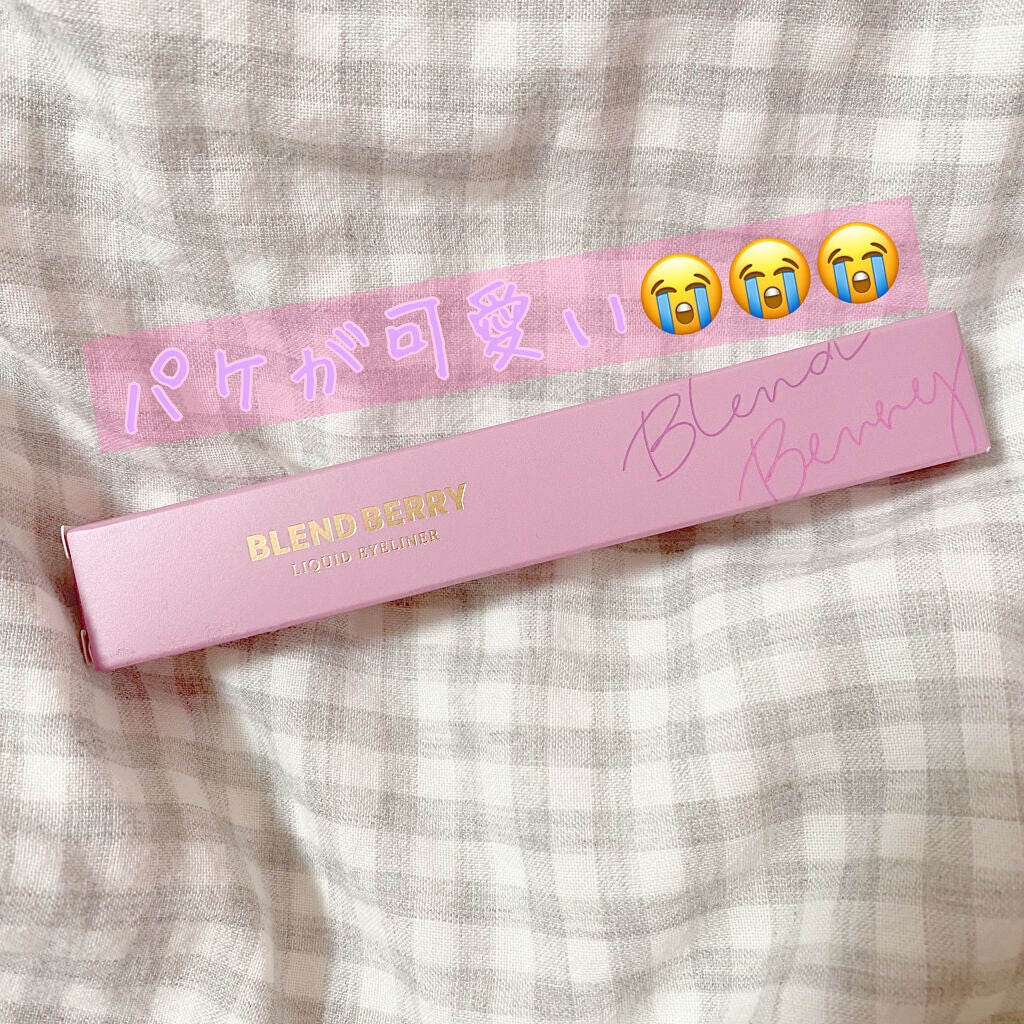 パケが可愛い😭😭😭
Blend
Berry
BLEND BERRY
LIQUID EYELINER